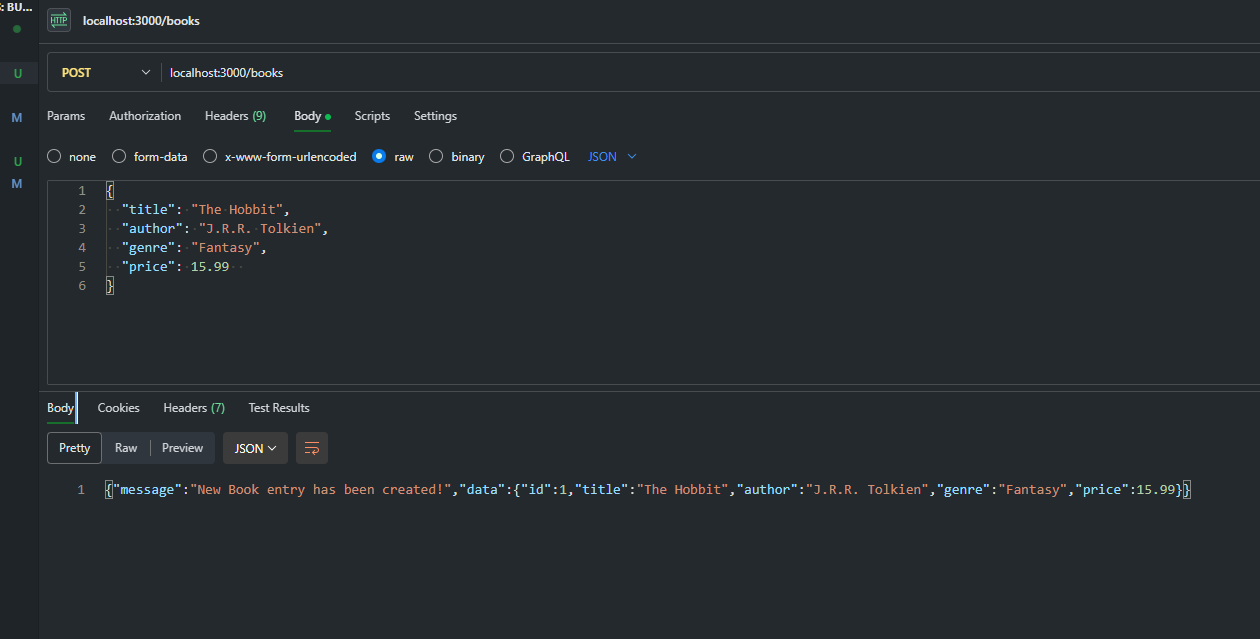 : BU...
HTTP localhost:3000/books
POST localhost:3000/books
U
M
U
M
Params Authorization Headers (9) Body Scripts Settings
none form-data x-www-form-urlencoded raw binary GraphQL JSON
1 {
2 "title": "The Hobbit",
3 "author": "J.R.R. Tolkien",
4 "genre": "Fantasy",
5 "price": 15.99
6 }
Body Cookies Headers (7) Test Results
Pretty Raw Preview JSON
1 {"message":"New Book entry has been created!","data":{"id":1,"title":"The Hobbit","author":"J.R.R. Tolkien","genre":"Fantasy","price":15.99}}